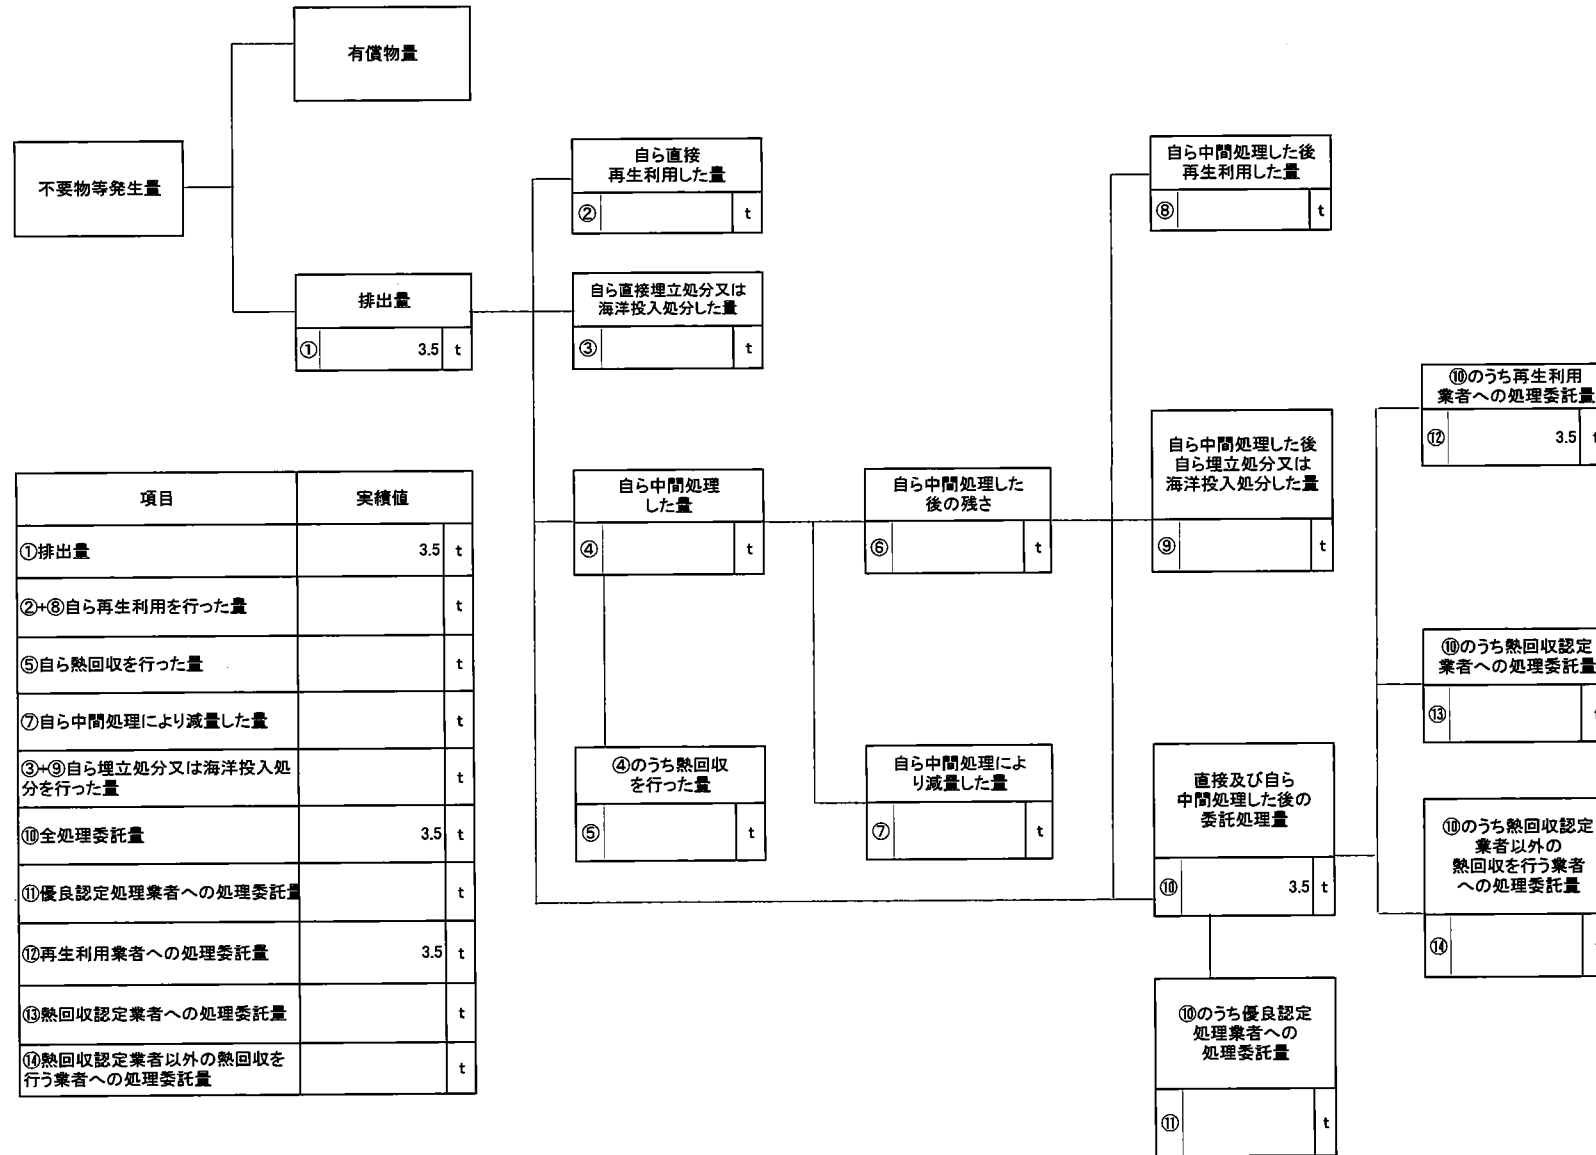 有償物量
不要物等発生量
排出量
① 3.5 t
自ら直接
再生利用した量
② t
自ら直接埋立処分又は
海洋投入処分した量
③ t
自ら中間処理
した量
④ t
④のうち熱回収
を行った量
⑤ t
自ら中間処理した
後の残さ
⑥ t
自ら中間処理によ
り減量した量
⑦ t
自ら中間処理した後
再生利用した量
⑧ t
自ら中間処理した後
自ら埋立処分又は
海洋投入処分した量
⑨ t
直接及び自ら
中間処理した後の
委託処理量
⑩ 3.5 t
⑩のうち優良認定
処理業者への
処理委託量
⑪ t
⑩のうち再生利用
業者への処理委託量
⑫ 3.5 t
⑩のうち熱回収認定
業者への処理委託量
⑬
⑩のうち熱回収認定
業者以外の
熱回収を行う業者
への処理委託量
⑭
項目 実績値
①排出量 3.5 t
②+⑧自ら再生利用を行った量 t
⑤自ら熱回収を行った量 t
⑦自ら中間処理により減量した量 t
③+⑨自ら埋立処分又は海洋投入処
分を行った量 t
⑩全処理委託量 3.5 t
⑪優良認定処理業者への処理委託量 t
⑫再生利用業者への処理委託量 3.5 t
⑬熱回収認定業者への処理委託量 t
⑭熱回収認定業者以外の熱回収を
行う業者への処理委託量 t